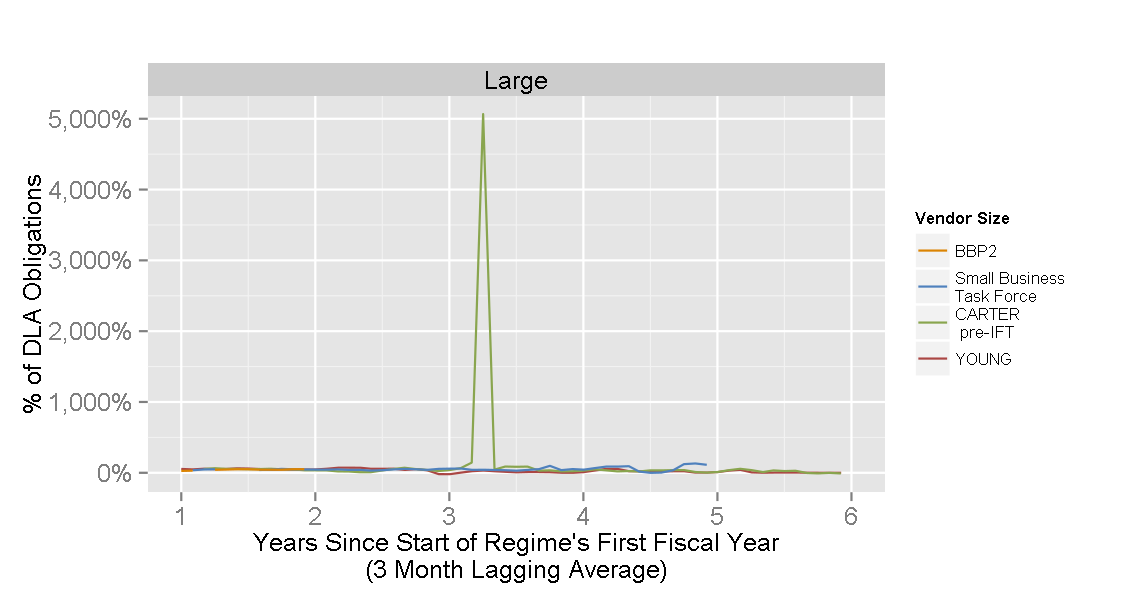 Large
5,000%
4,000%
3,000%
2,000%
1,000%
0%
% of DLA Obligations
1 2 3 4 5 6
Years Since Start of Regime's First Fiscal Year
(3 Month Lagging Average)
Vendor Size
BBP2
Small Business
Task Force
CARTER
pre-IFT
YOUNG